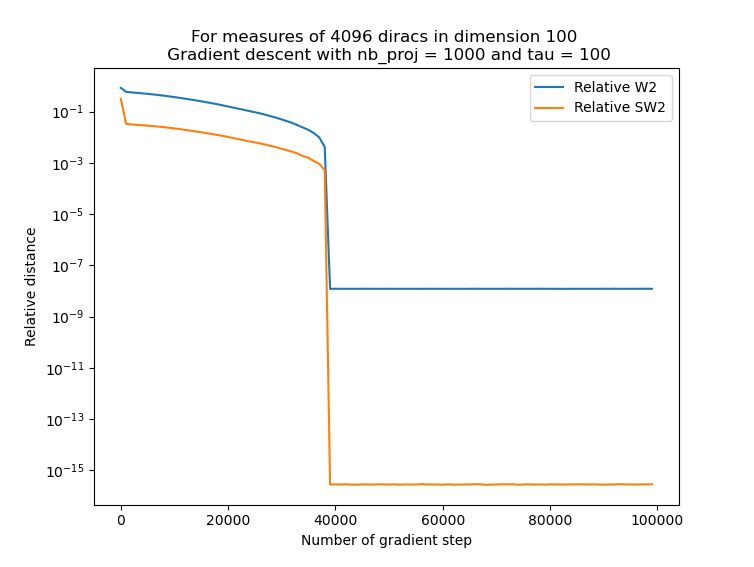 For measures of 4096 diracs in dimension 100
Gradient descent with nb_proj = 1000 and tau = 100
Relative W2
Relative SW2
10⁻¹
10⁻³
10⁻⁵
10⁻⁷
10⁻⁹
10⁻¹¹
10⁻¹³
10⁻¹⁵
Relative distance
0 20000 40000 60000 80000 100000
Number of gradient step